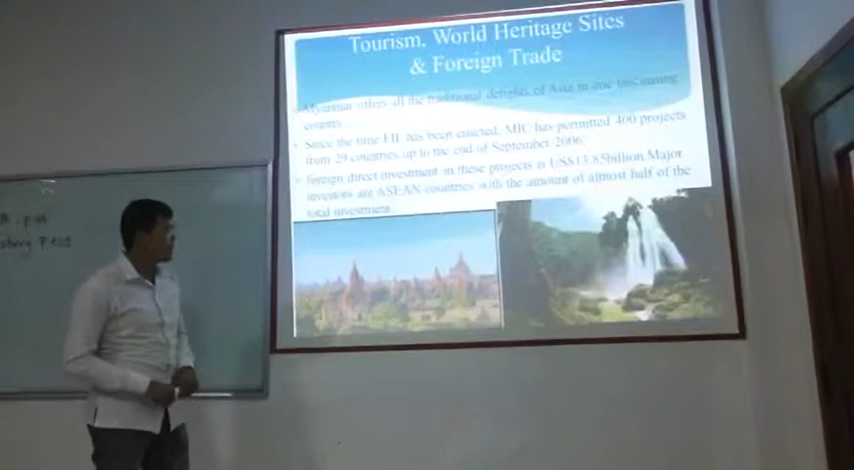 Tourism, World Heritage Sites
& Foreign Trade
Myanmar offers all the traditional delights of Asia in one fascinating
country.
Since the time FIL has been enacted, MIC has permitted 400 projects
from 29 countries up to the end of September 2006.
Foreign direct investment in these projects is US$13.85billion.Major
investors are ASEAN countries with the amount of almost half of the
total investment.